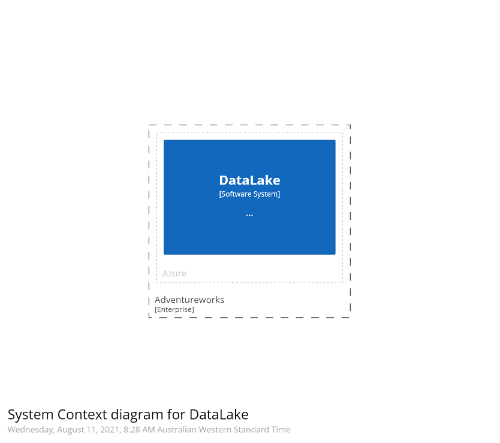 DataLake
[Software System]
...
Azure
Adventureworks
[Enterprise]
System Context diagram for DataLake
Wednesday, August 11, 2021, 8:28 AM Australian Western Standard Time